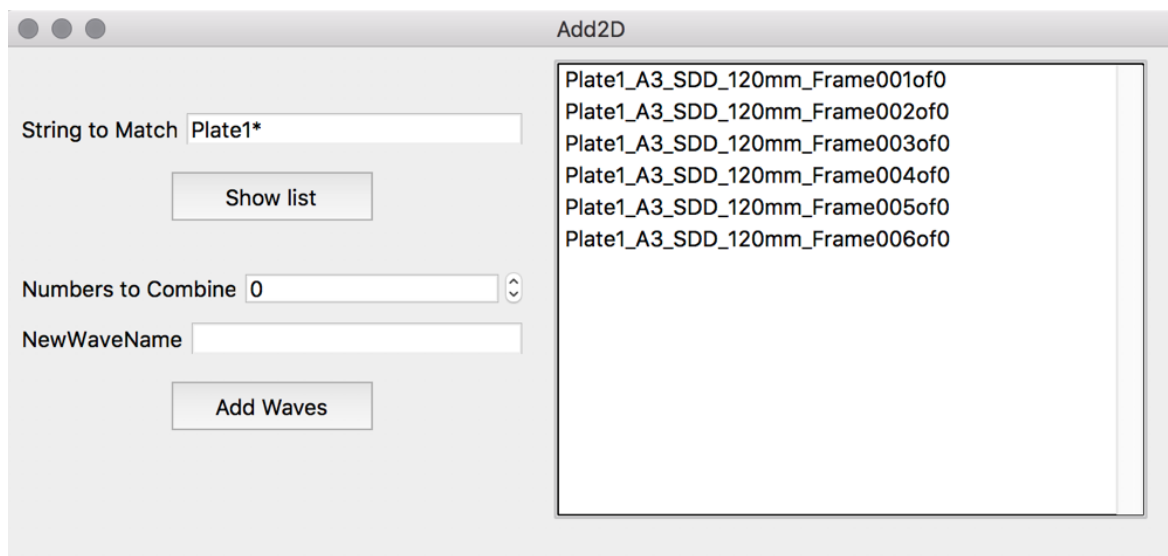 Add2D
String to Match Plate1*
Show list
Numbers to Combine 0
NewWaveName
Add Waves
Plate1_A3_SDD_120mm_Frame001of0
Plate1_A3_SDD_120mm_Frame002of0
Plate1_A3_SDD_120mm_Frame003of0
Plate1_A3_SDD_120mm_Frame004of0
Plate1_A3_SDD_120mm_Frame005of0
Plate1_A3_SDD_120mm_Frame006of0